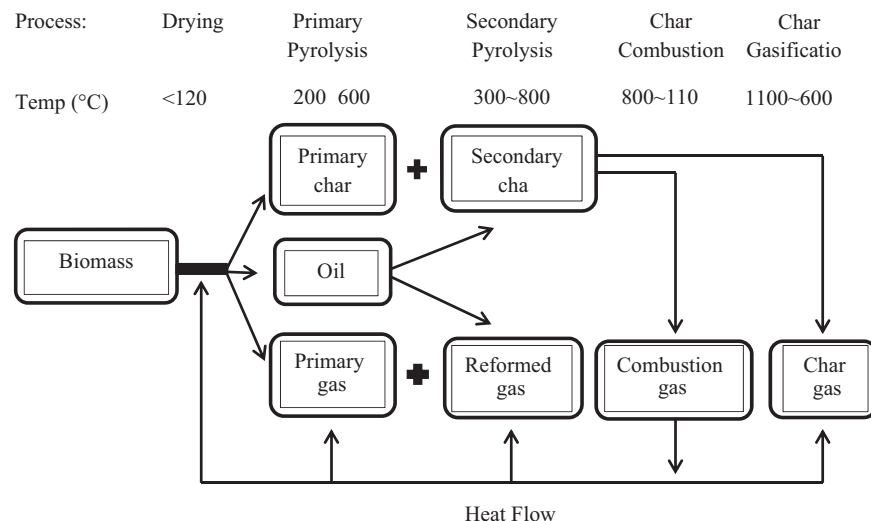 Process: Drying Primary Pyrolysis Secondary Pyrolysis Char Combustion Char Gasificatio
Temp (°C) <120 200 600 300~800 800~110 1100~600
Primary
char
Secondary
cha
Biomass
Oil
Primary
gas
Reformed
gas
Combustion
gas
Char
gas
Heat Flow